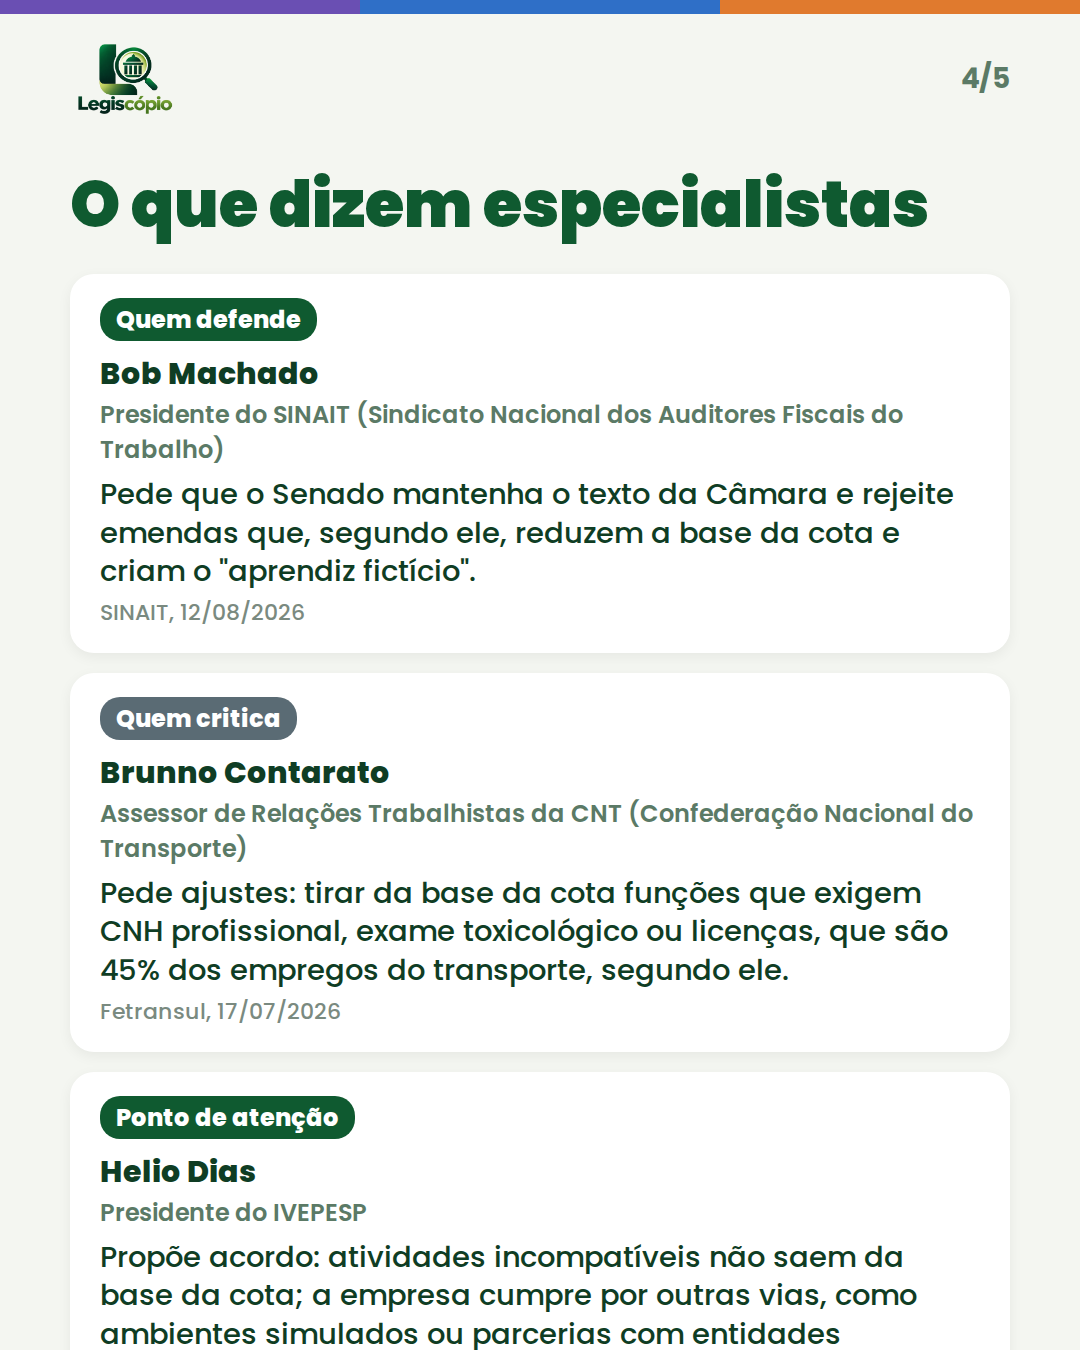 Legiscópio
4/5
O que dizem especialistas
Quem defende
Bob Machado
Presidente do SINAIT (Sindicato Nacional dos Auditores Fiscais do
Trabalho)
Pede que o Senado mantenha o texto da Câmara e rejeite
emendas que, segundo ele, reduzem a base da cota e
criam o "aprendiz fictício".
SINAIT, 12/08/2026
Quem critica
Brunno Contarato
Assessor de Relações Trabalhistas da CNT (Confederação Nacional do
Transporte)
Pede ajustes: tirar da base da cota funções que exigem
CNH profissional, exame toxicológico ou licenças, que são
45% dos empregos do transporte, segundo ele.
Fetransul, 17/07/2026
Ponto de atenção
Helio Dias
Presidente do IVEPESP
Propõe acordo: atividades incompatíveis não saem da
base da cota; a empresa cumpre por outras vias, como
ambientes simulados ou parcerias com entidades